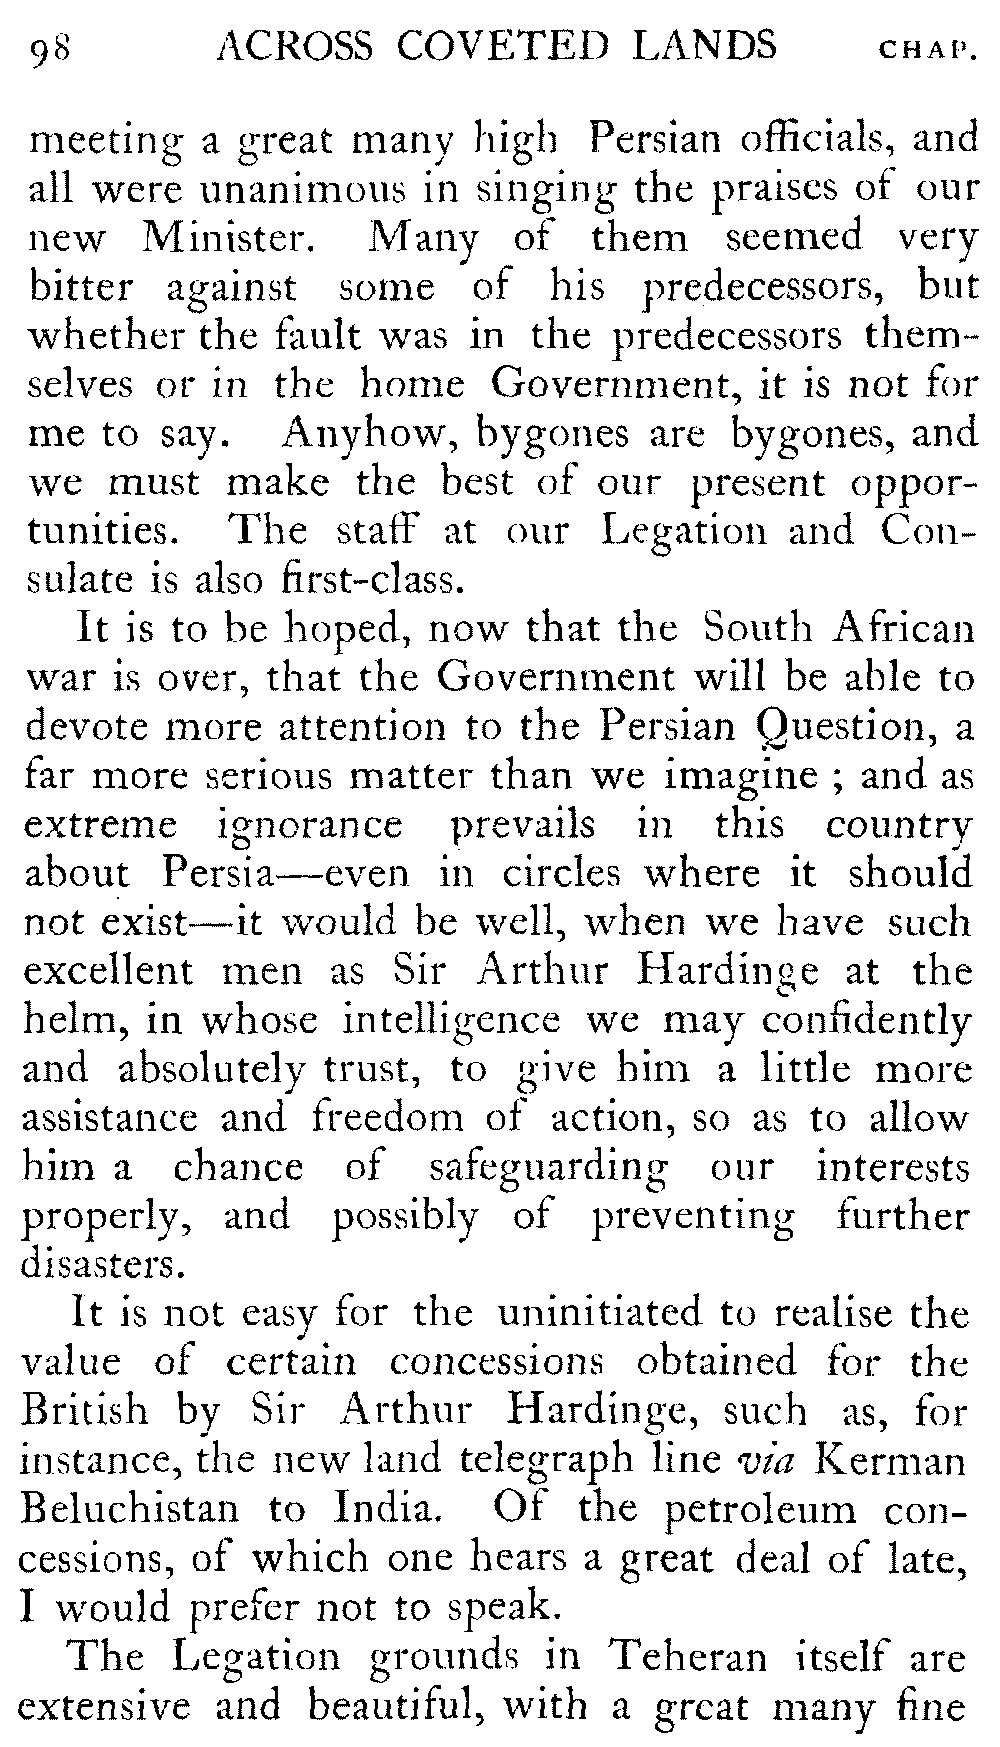 98 ACROSS COVETED LANDS CHAP.
meeting a great many high Persian officials, and
all were unanimous in singing the praises of our
new Minister. Many of them seemed very
bitter against some of his predecessors, but
whether the fault was in the predecessors them-
selves or in the home Government, it is not for
me to say. Anyhow, bygones are bygones, and
we must make the best of our present oppor-
tunities. The staff at our Legation and Con-
sulate is also first-class.
It is to be hoped, now that the South African
war is over, that the Government will be able to
devote more attention to the Persian Question, a
far more serious matter than we imagine ; and as
extreme ignorance prevails in this country
about Persia—even in circles where it should
not exist—it would be well, when we have such
excellent men as Sir Arthur Hardinge at the
helm, in whose intelligence we may confidently
and absolutely trust, to give him a little more
assistance and freedom of action, so as to allow
him a chance of safeguarding our interests
properly, and possibly of preventing further
disasters.
It is not easy for the uninitiated to realise the
value of certain concessions obtained for the
British by Sir Arthur Hardinge, such as, for
instance, the new land telegraph line via Kerman
Beluchistan to India. Of the petroleum con-
cessions, of which one hears a great deal of late,
I would prefer not to speak.
The Legation grounds in Teheran itself are
extensive and beautiful, with a great many fine